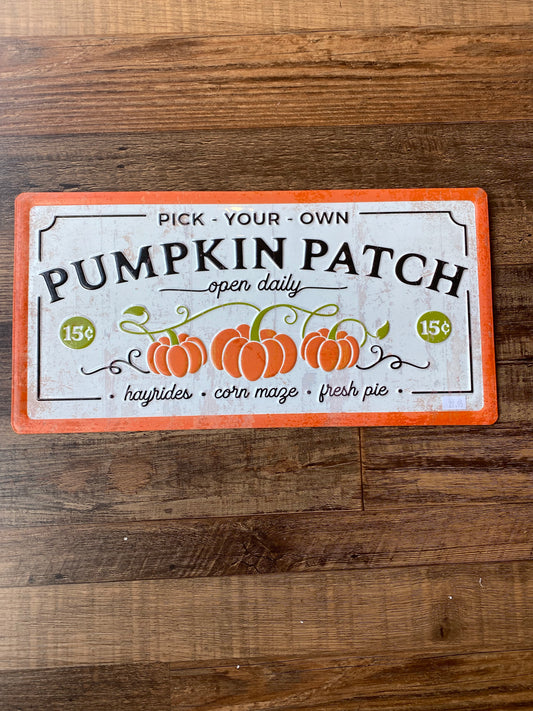 PICK - YOUR - OWN
PUMPKIN PATCH
open daily
15¢ 15¢
hayrides • corn maze • fresh pie